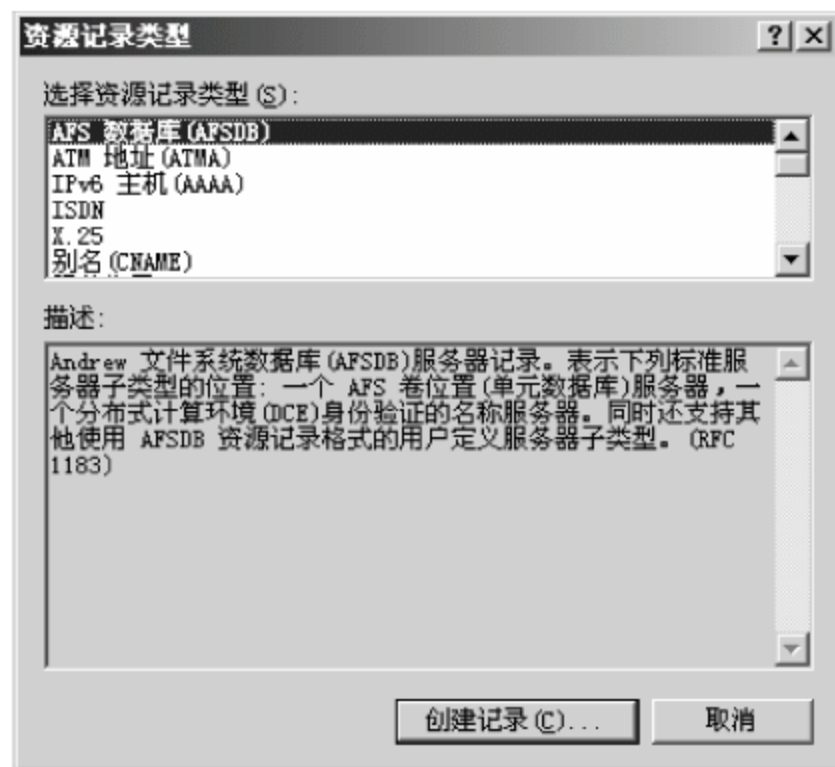 资源记录类型
选择资源记录类型(S):
AFS 数据库(AFSDB)
ATM 地址(ATMA)
IPv6 主机(AAAA)
ISDN
X.25
别名(CNAME)
描述:
Andrew 文件系统数据库(AFSDB)服务器记录。表示下列标准服
务器子类型的位置: 一个 AFS 卷位置(单元数据库)服务器，一
个分布式计算环境(DCE)身份验证的名称服务器。同时还支持其
他使用 AFSDB 资源记录格式的用户定义服务器子类型。(RFC
1183)
创建记录(C)...
取消